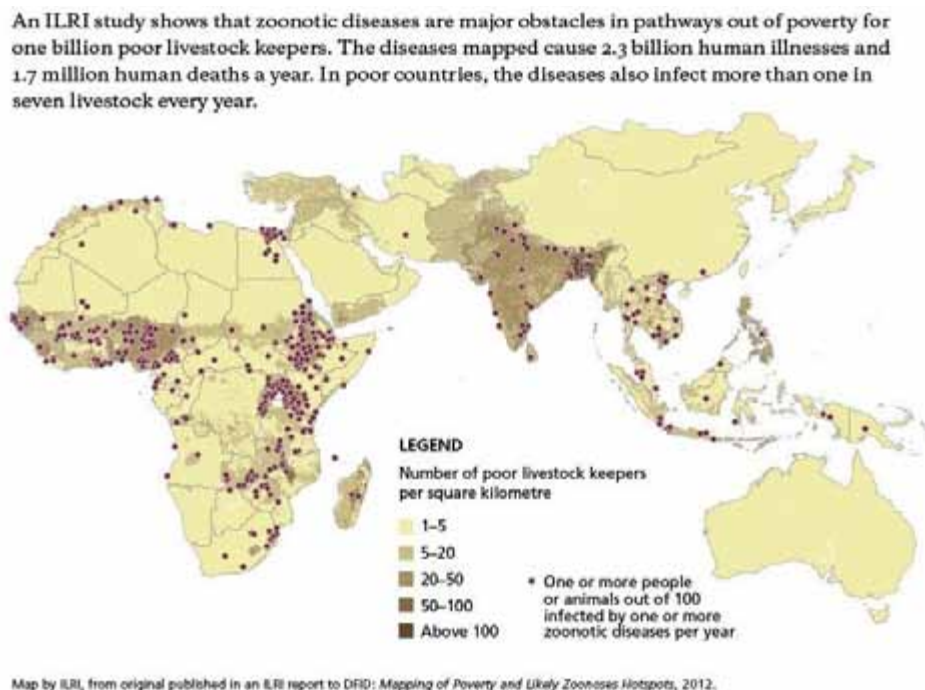 An ILRI study shows that zoonotic diseases are major obstacles in pathways out of poverty for
one billion poor livestock keepers. The diseases mapped cause 2.3 billion human illnesses and
1.7 million human deaths a year. In poor countries, the diseases also infect more than one in
seven livestock every year.
LEGEND
Number of poor livestock keepers
per square kilometre
1–5
5–20
20–50
50–100
Above 100
* One or more people
or animals out of 100
infected by one or more
zoonotic diseases per year
Map by ILRI, from original published in an ILRI report to DFID: Mapping of Poverty and Likely Zoonoses Hotspots, 2012.